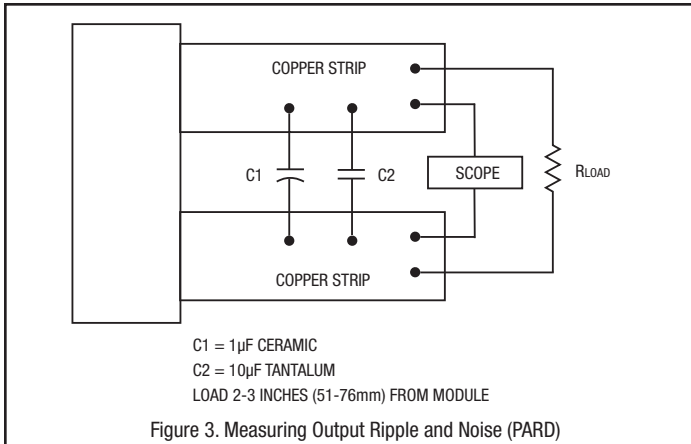 COPPER STRIP
C1
C2
SCOPE
RLOAD
COPPER STRIP
C1 = 1µF CERAMIC
C2 = 10µF TANTALUM
LOAD 2-3 INCHES (51-76mm) FROM MODULE
Figure 3. Measuring Output Ripple and Noise (PARD)